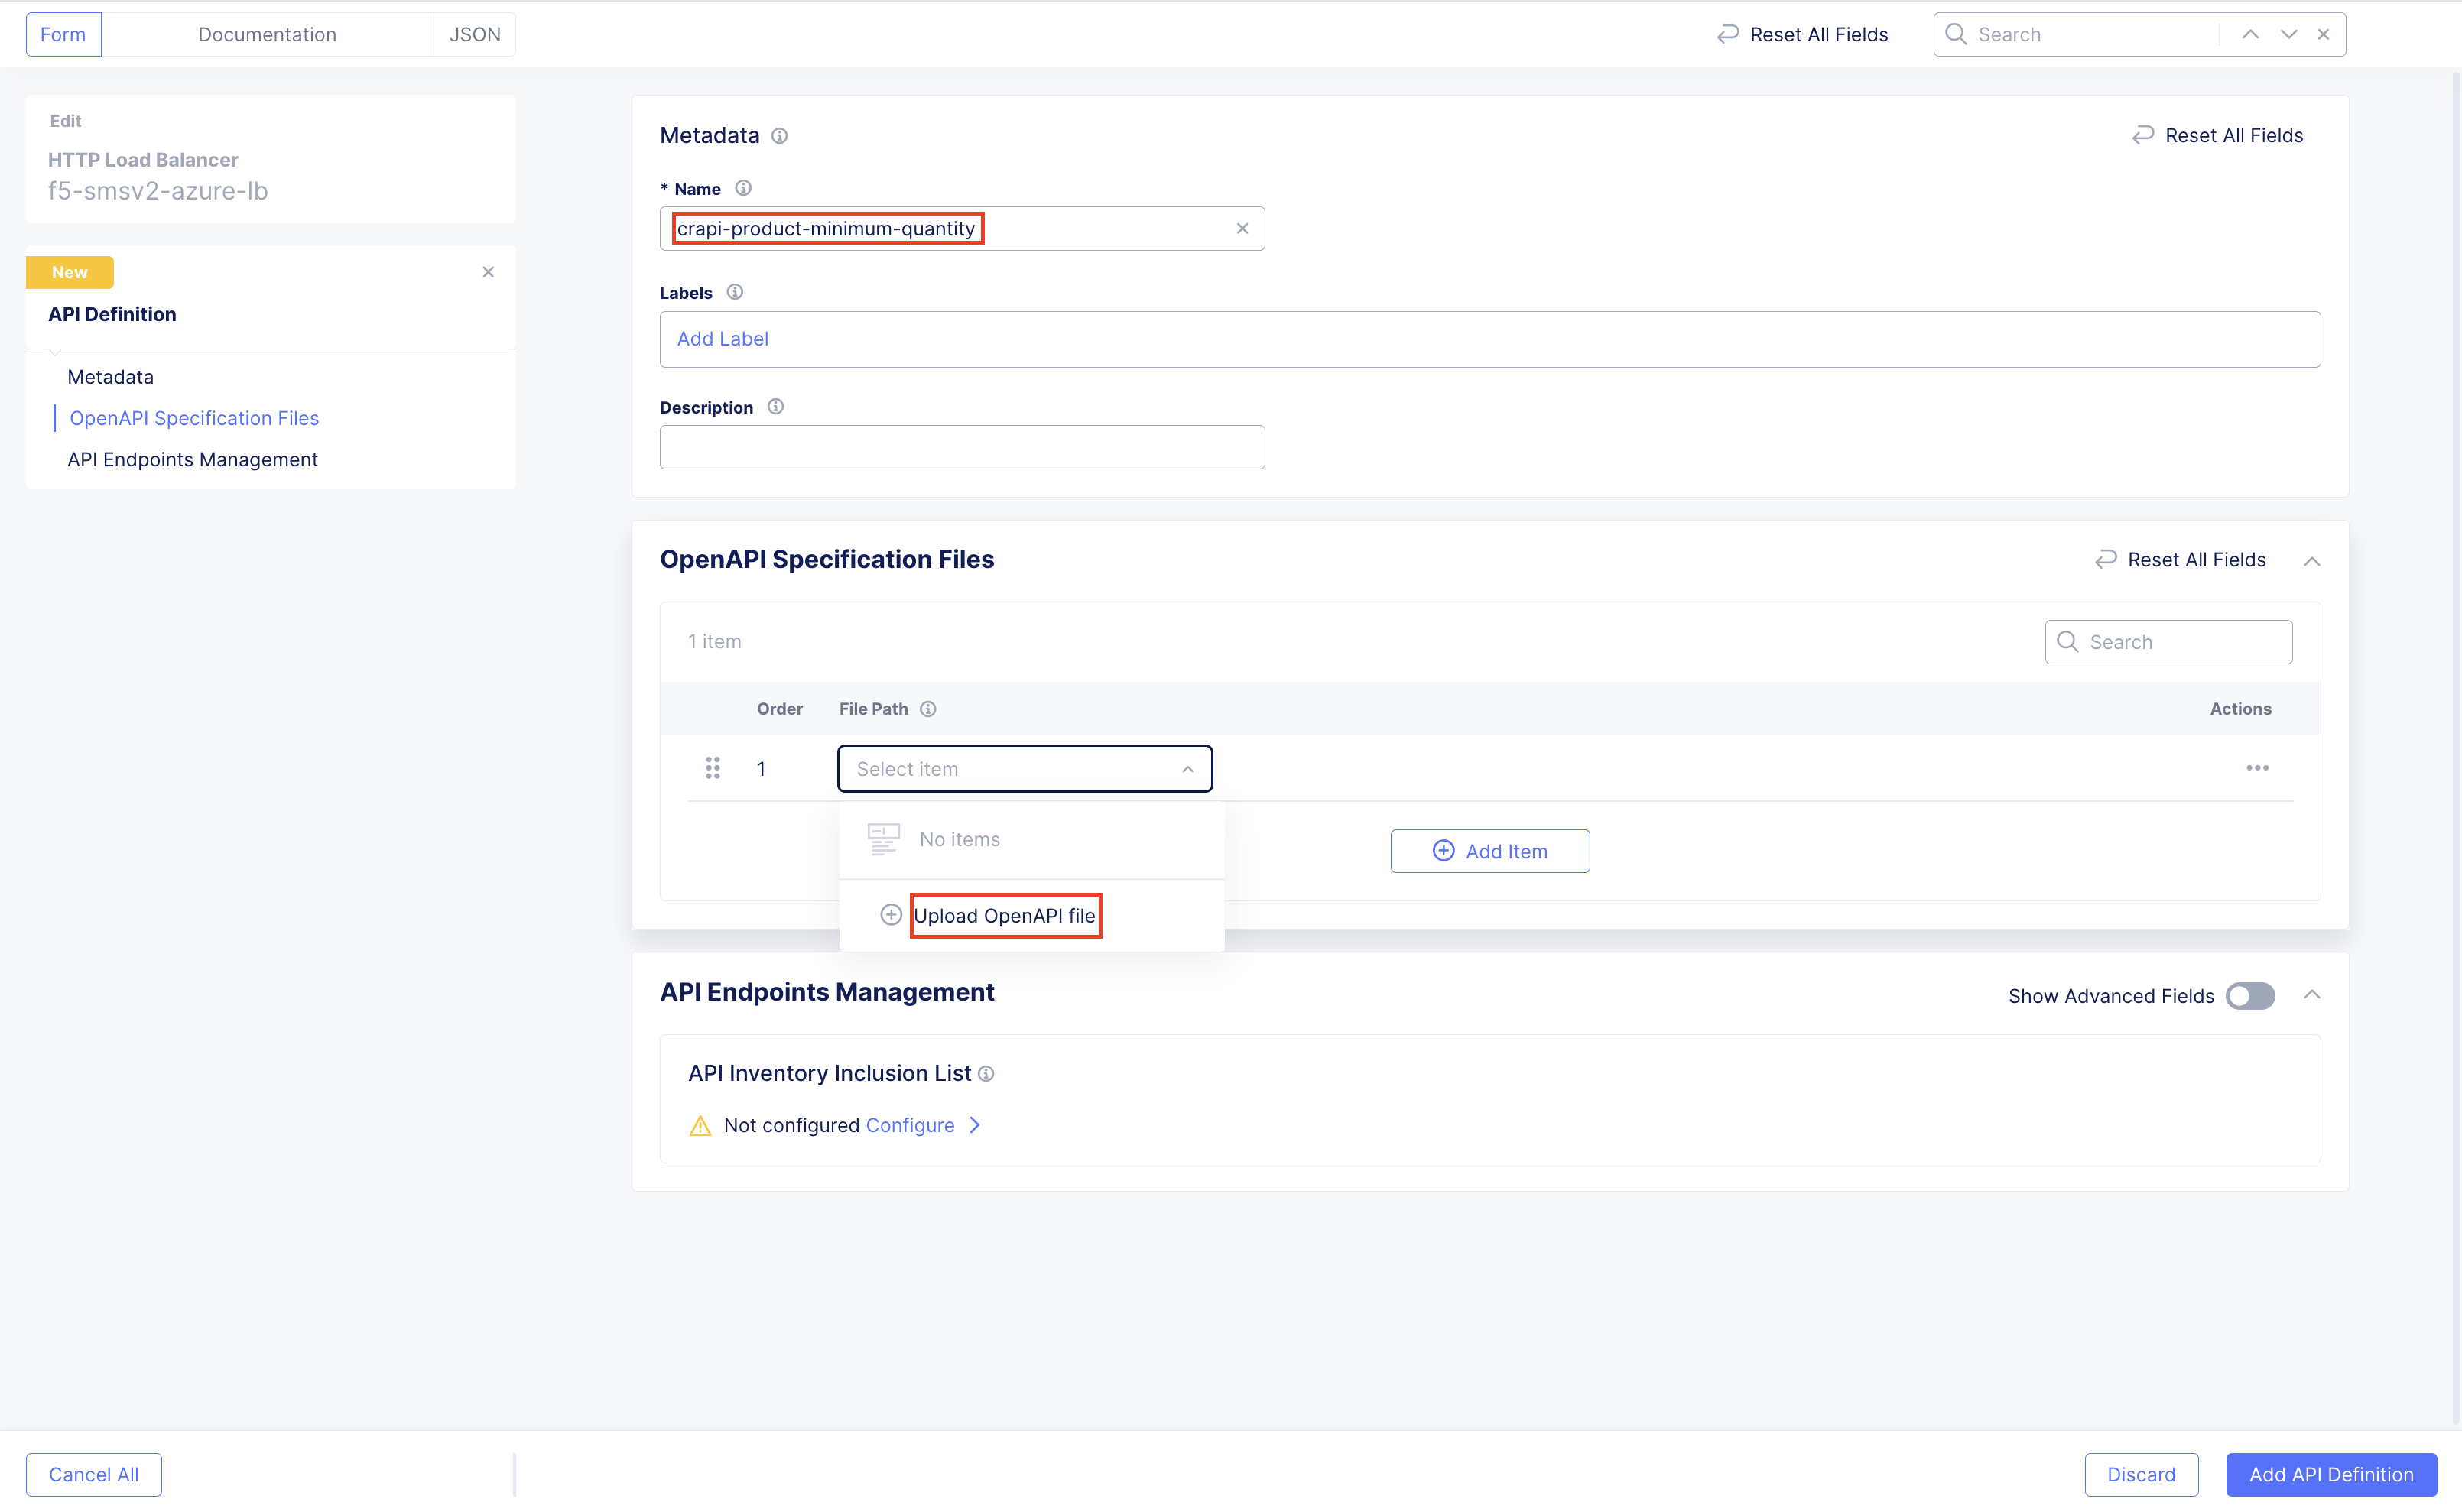 Form Documentation JSON Reset All Fields Search
Edit
HTTP Load Balancer
f5-smsv2-azure-lb
New
API Definition
Metadata
OpenAPI Specification Files
API Endpoints Management
Metadata Reset All Fields
* Name
crapi-product-minimum-quantity
Labels
Add Label
Description
OpenAPI Specification Files Reset All Fields
1 item Search
Order File Path Actions
1 Select item
No items
Add Item
Upload OpenAPI file
API Endpoints Management Show Advanced Fields
API Inventory Inclusion List
Not configured Configure
Cancel All Discard Add API Definition